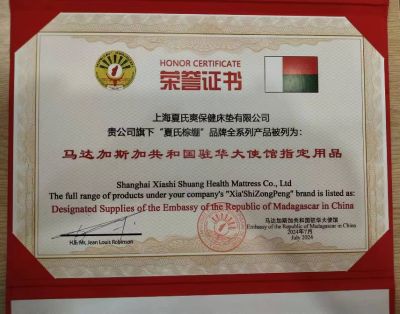 HONOR CERTIFICATE
荣誉证书
上海夏氏爽保健床垫有限公司
贵公司旗下“夏氏棕绷”品牌全系列产品被列为:
马达加斯加共和国驻华大使馆指定用品
Shanghai Xiashi Shuang Health Mattress Co., Ltd
The full range of products under your company's "Xia'ShiZongPeng" brand is listed as:
Designated Supplies of the Embassy of the Republic of Madagascar in China
H.E Mr. Jean Louis Robinson
马达加斯加共和国驻华大使馆
Embassy of the Republic of Madagascar in China
2024年7月
July 2024